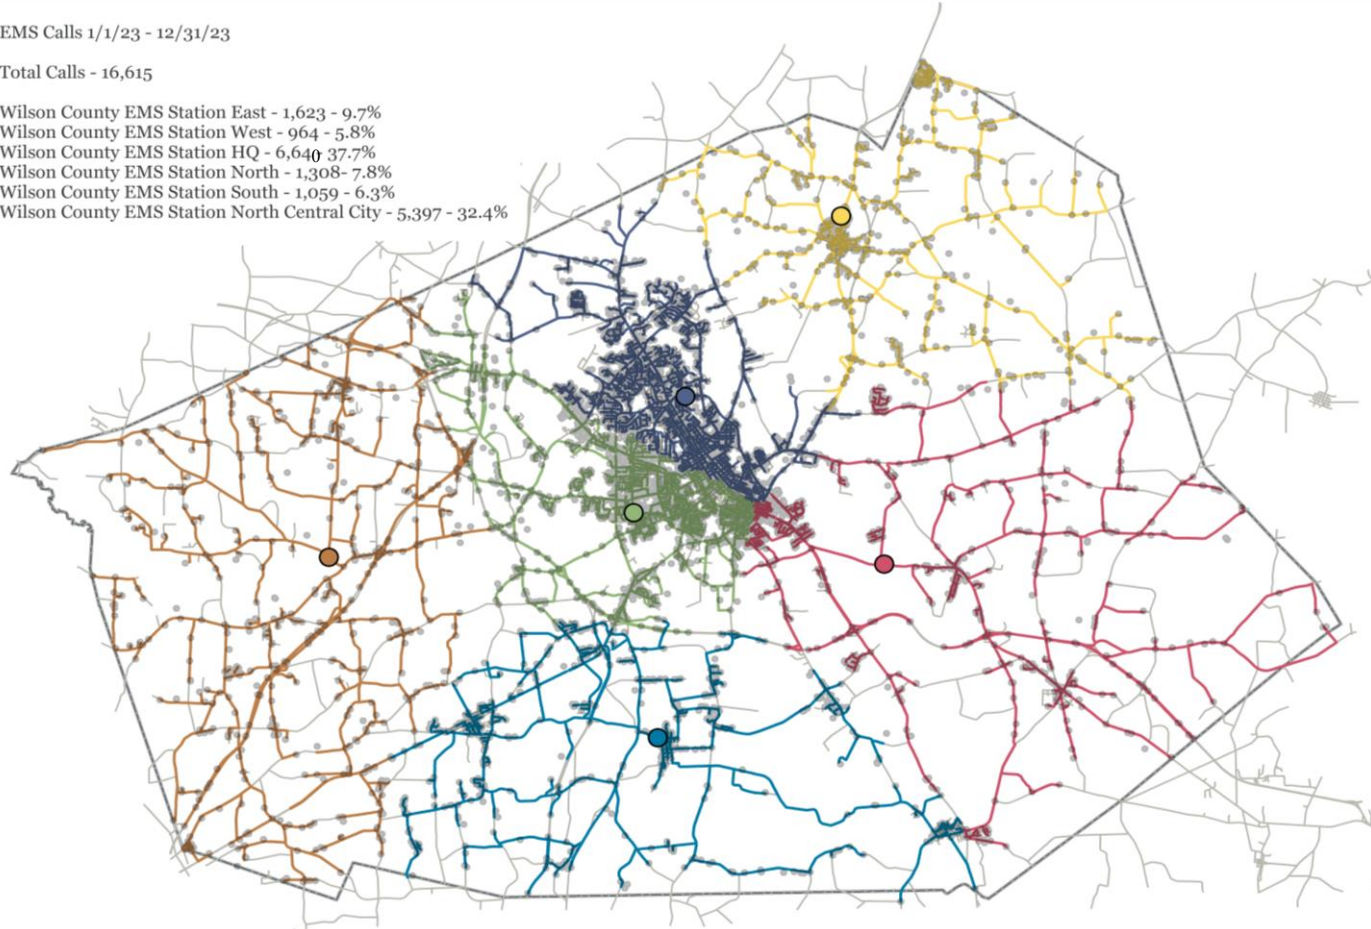 EMS Calls 1/1/23 - 12/31/23
Total Calls - 16,615
Wilson County EMS Station East - 1,623 - 9.7%
Wilson County EMS Station West - 964 - 5.8%
Wilson County EMS Station HQ - 6,640 37.7%
Wilson County EMS Station North - 1,308- 7.8%
Wilson County EMS Station South - 1,059 - 6.3%
Wilson County EMS Station North Central City - 5,397 - 32.4%